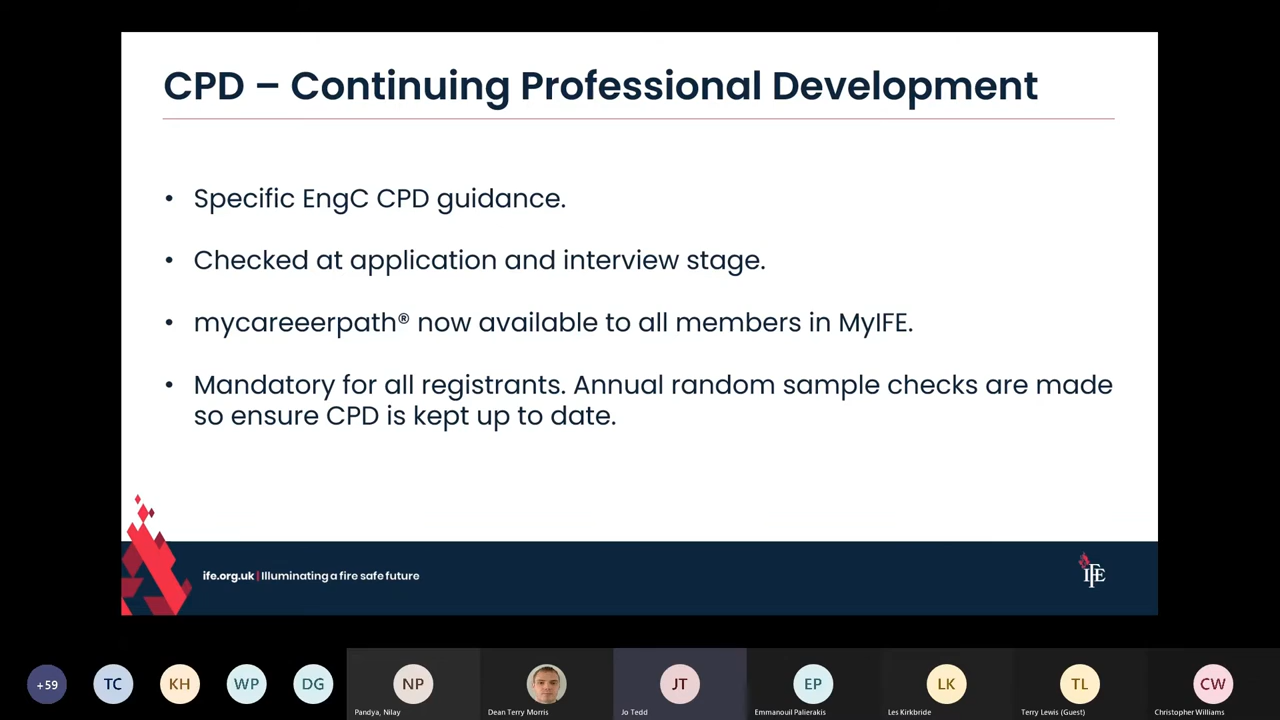 CPD – Continuing Professional Development
• Specific EngC CPD guidance.
• Checked at application and interview stage.
• mycareeerpath® now available to all members in MyIFE.
• Mandatory for all registrants. Annual random sample checks are made
so ensure CPD is kept up to date.
ife.org.uk | Illuminating a fire safe future
IFE
+59
TC
KH
WP
DG
NP
JT
EP
LK
TL
CW
Pandya, Nilay
Dean Terry Morris
Jo Tedd
Emmanouil Palierakis
Les Kirkbride
Terry Lewis (Guest)
Christopher Williams